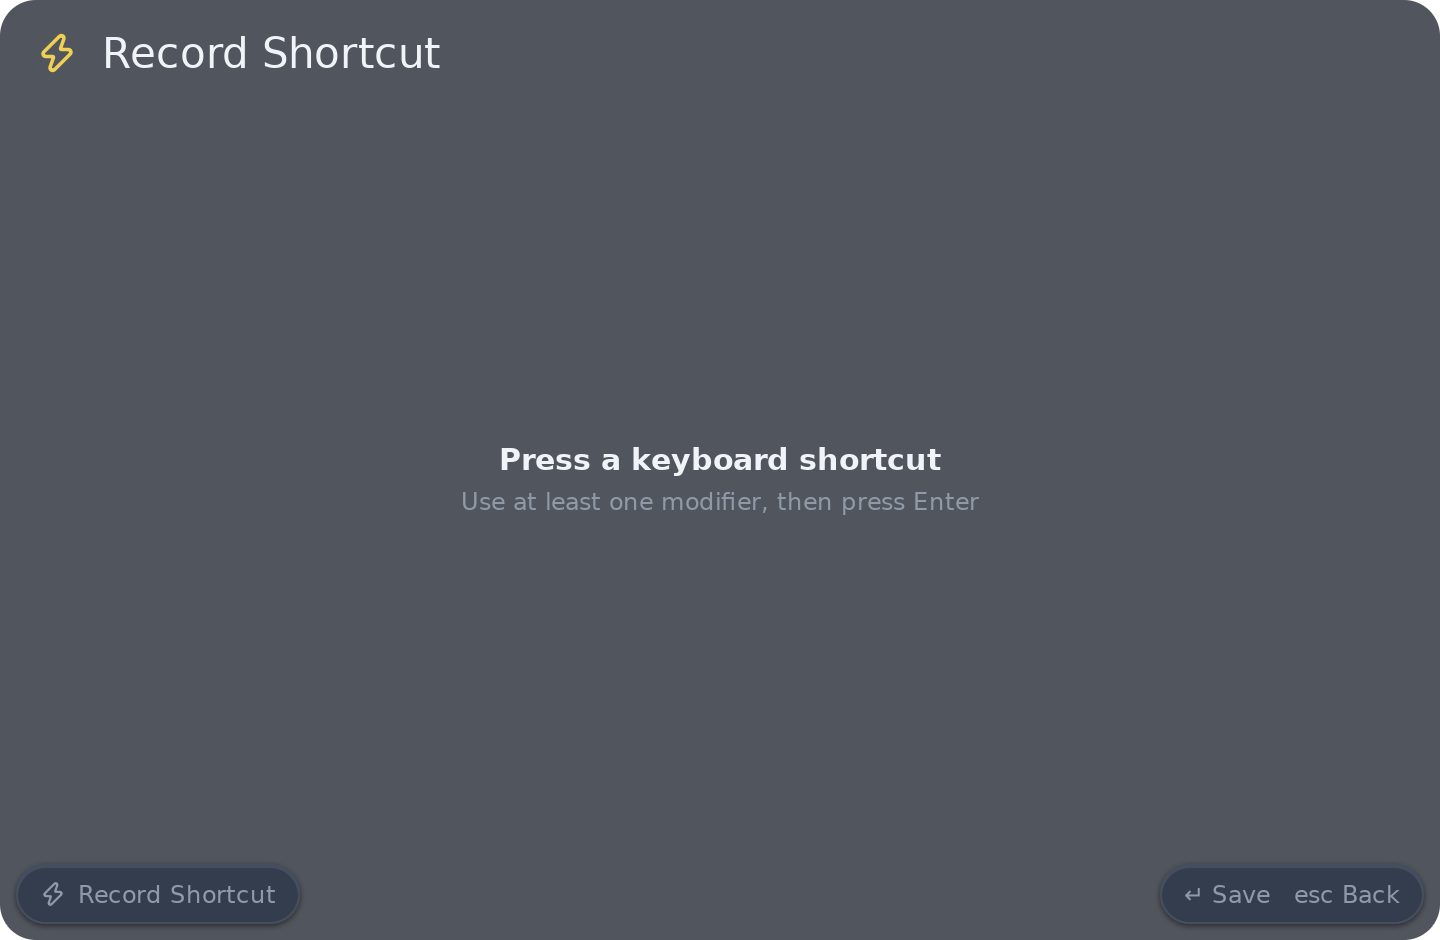 Record Shortcut
Press a keyboard shortcut
Use at least one modifier, then press Enter
Record Shortcut
↵ Save esc Back